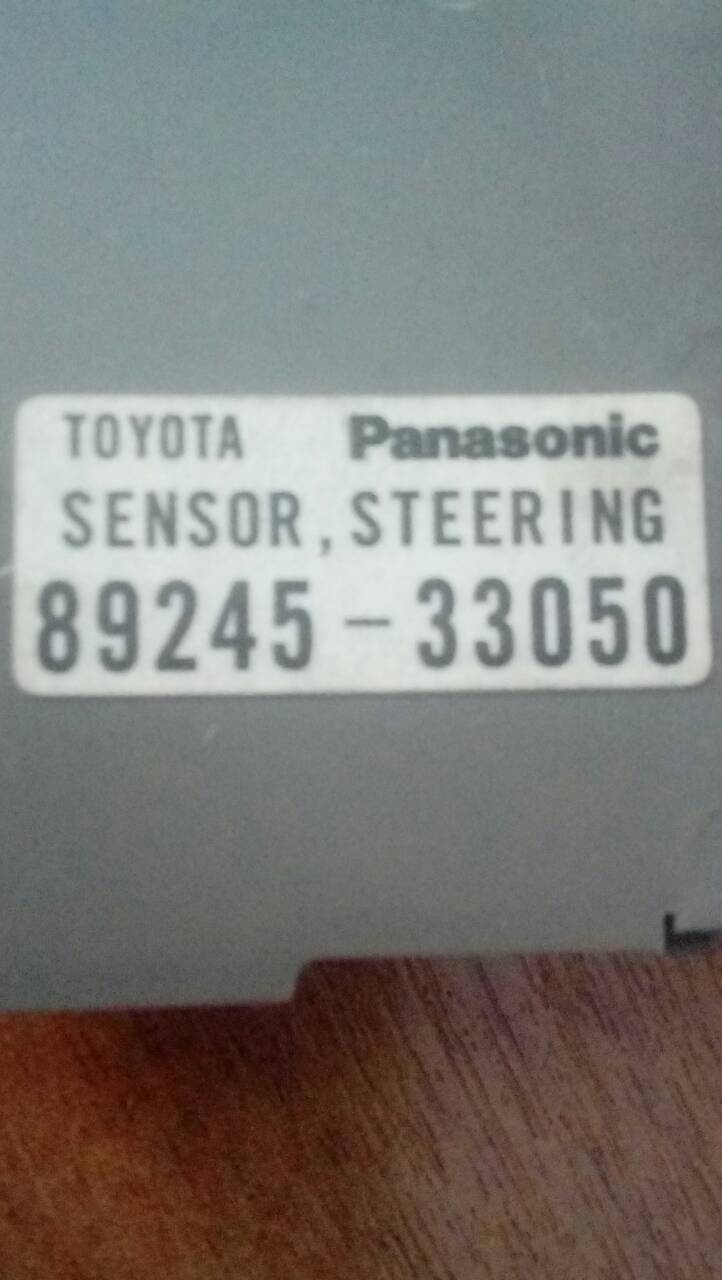 TOYOTA Panasonic
SENSOR, STEERING
89245-33050